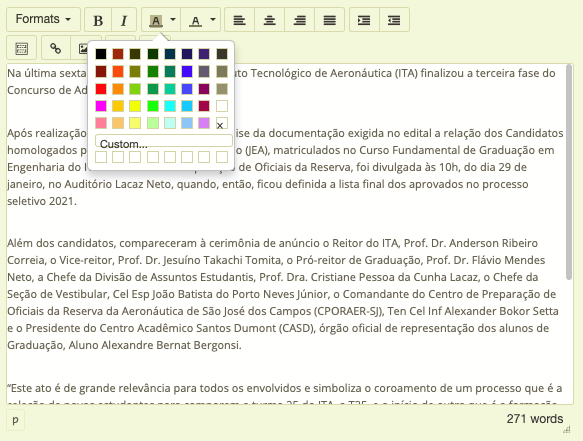 Formats B I A A
Na última sexta to Tecnológico de Aeronáutica (ITA) finalizou a terceira fase do
Concurso de Ad
x
Após realização ise da documentação exigida no edital a relação dos Candidatos
Custom...
homologados p o (JEA), matriculados no Curso Fundamental de Graduação em
Engenharia do I de Oficiais da Reserva, foi divulgada às 10h, do dia 29 de
janeiro, no Auditório Lacaz Neto, quando, então, ficou definida a lista final dos aprovados no processo
seletivo 2021.
Além dos candidatos, compareceram à cerimônia de anúncio o Reitor do ITA, Prof. Dr. Anderson Ribeiro
Correia, o Vice-reitor, Prof. Dr. Jesuíno Takachi Tomita, o Pró-reitor de Graduação, Prof. Dr. Flávio Mendes
Neto, a Chefe da Divisão de Assuntos Estudantis, Prof. Dra. Cristiane Pessoa da Cunha Lacaz, o Chefe da
Seção de Vestibular, Cel Esp João Batista do Porto Neves Júnior, o Comandante do Centro de Preparação de
Oficiais da Reserva da Aeronáutica de São José dos Campos (CPORAER-SJ), Ten Cel Inf Alexander Bokor Setta
e o Presidente do Centro Acadêmico Santos Dumont (CASD), órgão oficial de representação dos alunos de
Graduação, Aluno Alexandre Bernat Bergonsi.
“Este ato é de grande relevância para todos os envolvidos e simboliza o coroamento de um processo que é a
p 271 words